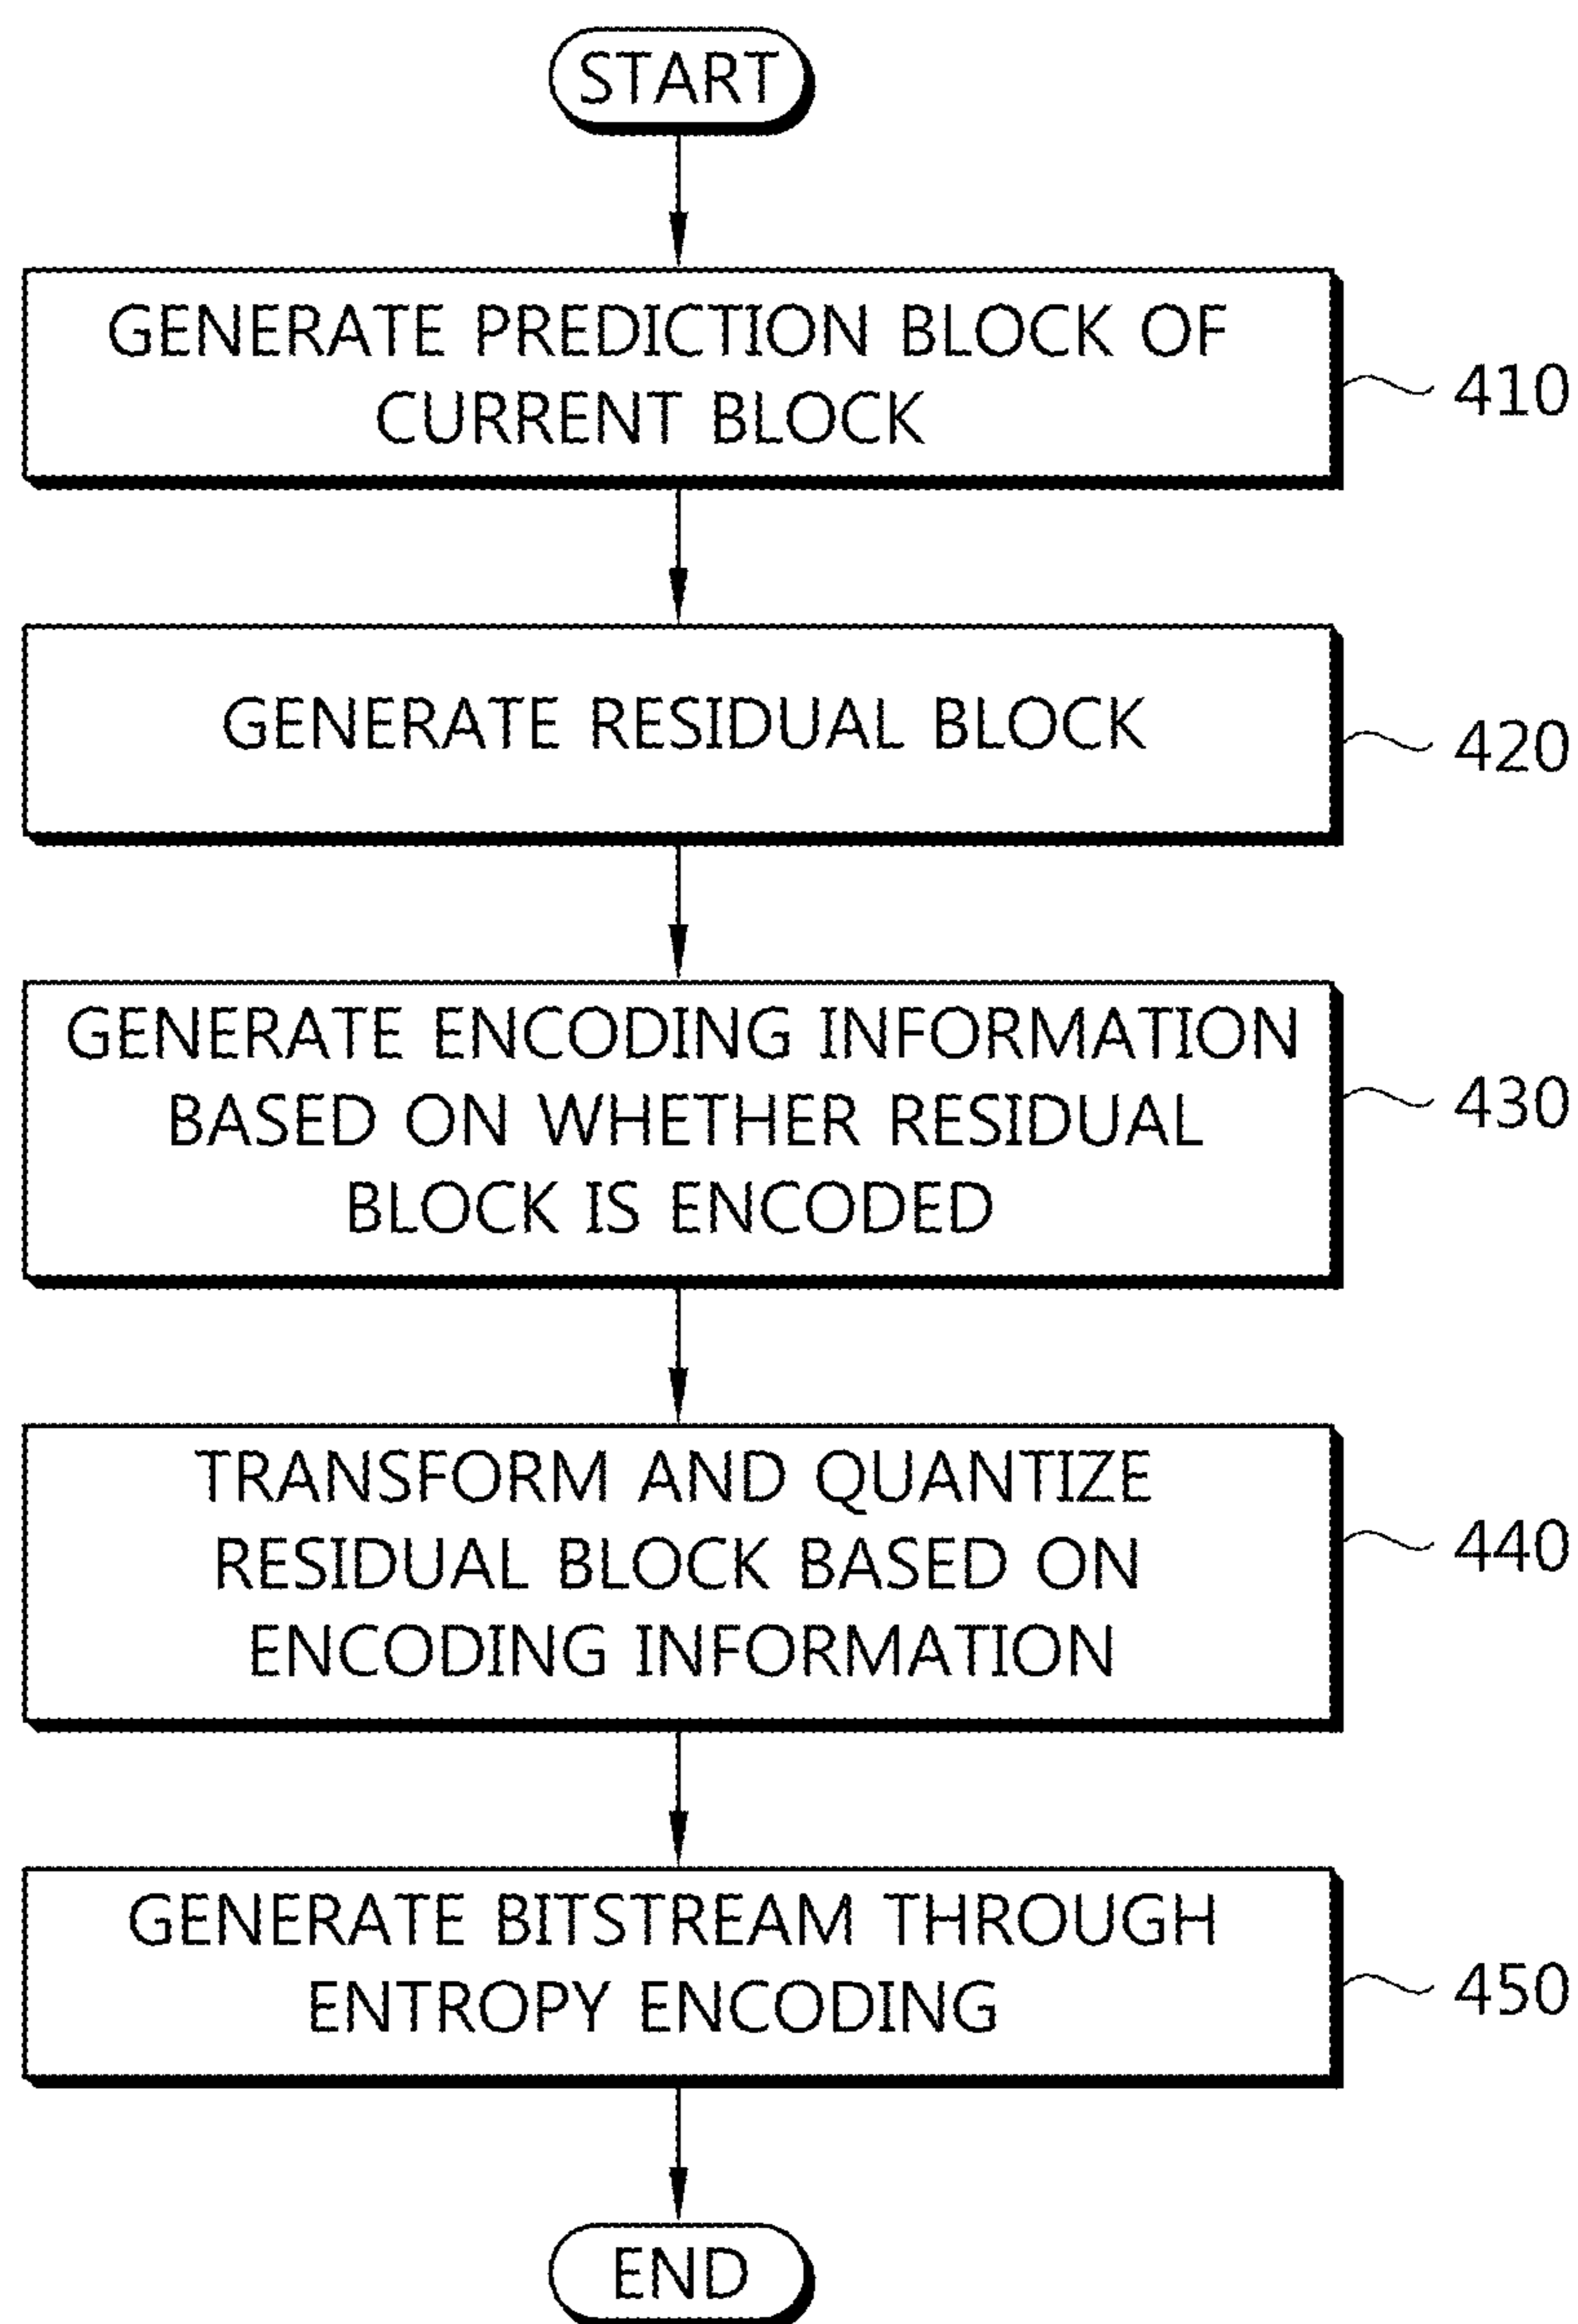 START
GENERATE PREDICTION BLOCK OF
CURRENT BLOCK
410
GENERATE RESIDUAL BLOCK
420
GENERATE ENCODING INFORMATION
BASED ON WHETHER RESIDUAL
BLOCK IS ENCODED
430
TRANSFORM AND QUANTIZE
RESIDUAL BLOCK BASED ON
ENCODING INFORMATION
440
GENERATE BITSTREAM THROUGH
ENTROPY ENCODING
450
END